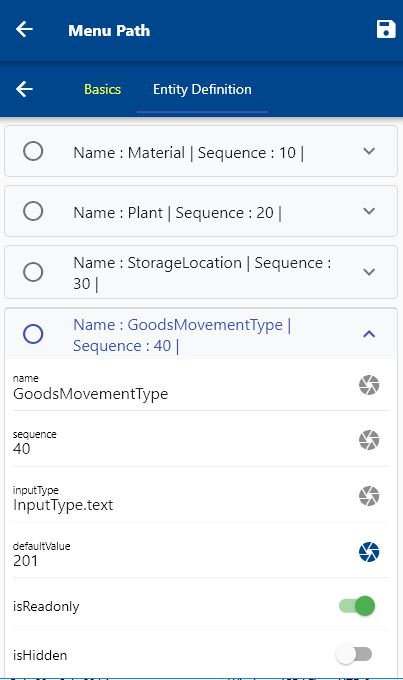 Menu Path
Basics
Entity Definition
Name : Material | Sequence : 10 |
Name : Plant | Sequence : 20 |
Name : StorageLocation | Sequence :
30 |
Name : GoodsMovementType |
Sequence : 40 |
name
GoodsMovementType
sequence
40
inputType
InputType.text
defaultValue
201
isReadonly
isHidden